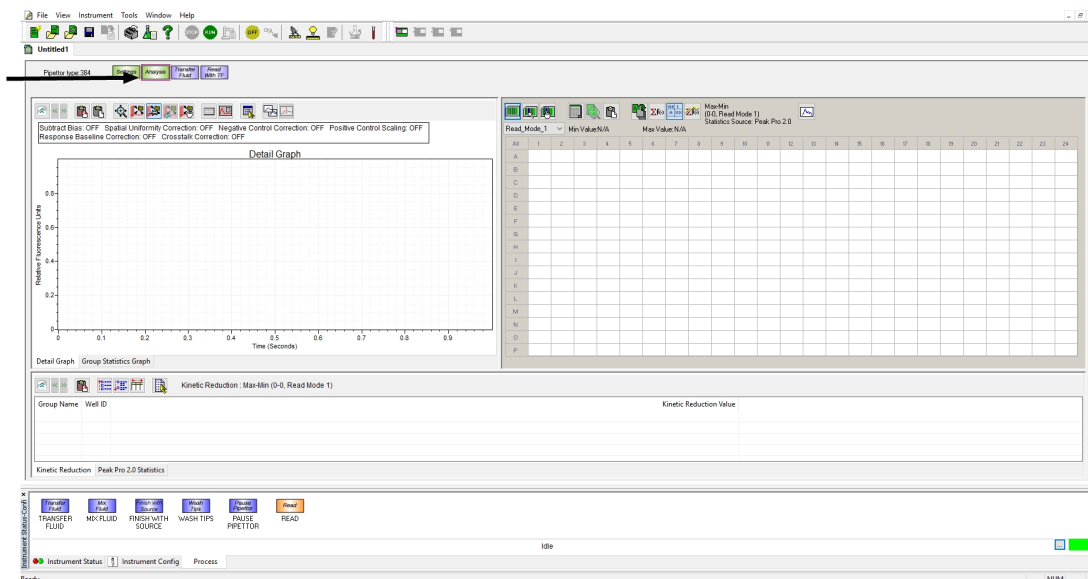 File View Instrument Tools Window Help
STOP RUN OFF
Untitled1
Pipettor type:384 Settings Analysis Transfer Fluid Read With TF
Subtract Bias: OFF Spatial Uniformity Correction: OFF Negative Control Correction: OFF Positive Control Scaling: OFF
Response Baseline Correction: OFF Crosstalk Correction: OFF
Detail Graph
Relative Fluorescence Units
0.8
0.6
0.4
0.2
0
0 0.1 0.2 0.3 0.4 0.5 0.6 0.7 0.8 0.9
Time (Seconds)
Detail Graph Group Statistics Graph
Max-Min
(0-0, Read Mode 1)
Statistics Source: Peak Pro 2.0
Read_Mode_1 Min Value:N/A Max Value: N/A
All 1 2 3 4 5 6 7 8 9 10 11 12 13 14 15 16 17 18 19 20 21 22 23 24
A
B
C
D
E
F
G
H
I
J
K
L
M
N
O
P
Kinetic Reduction : Max-Min (0-0, Read Mode 1)
Group Name Well ID Kinetic Reduction Value
Kinetic Reduction Peak Pro 2.0 Statistics
Instrument Status-Confi
Transfer Fluid Mix Fluid Finish with Source Wash Tips Pause Pipettor Read
TRANSFER FLUID MIX FLUID FINISH WITH SOURCE WASH TIPS PAUSE PIPETTOR READ
Idle
Instrument Status Instrument Config Process
Ready NUM